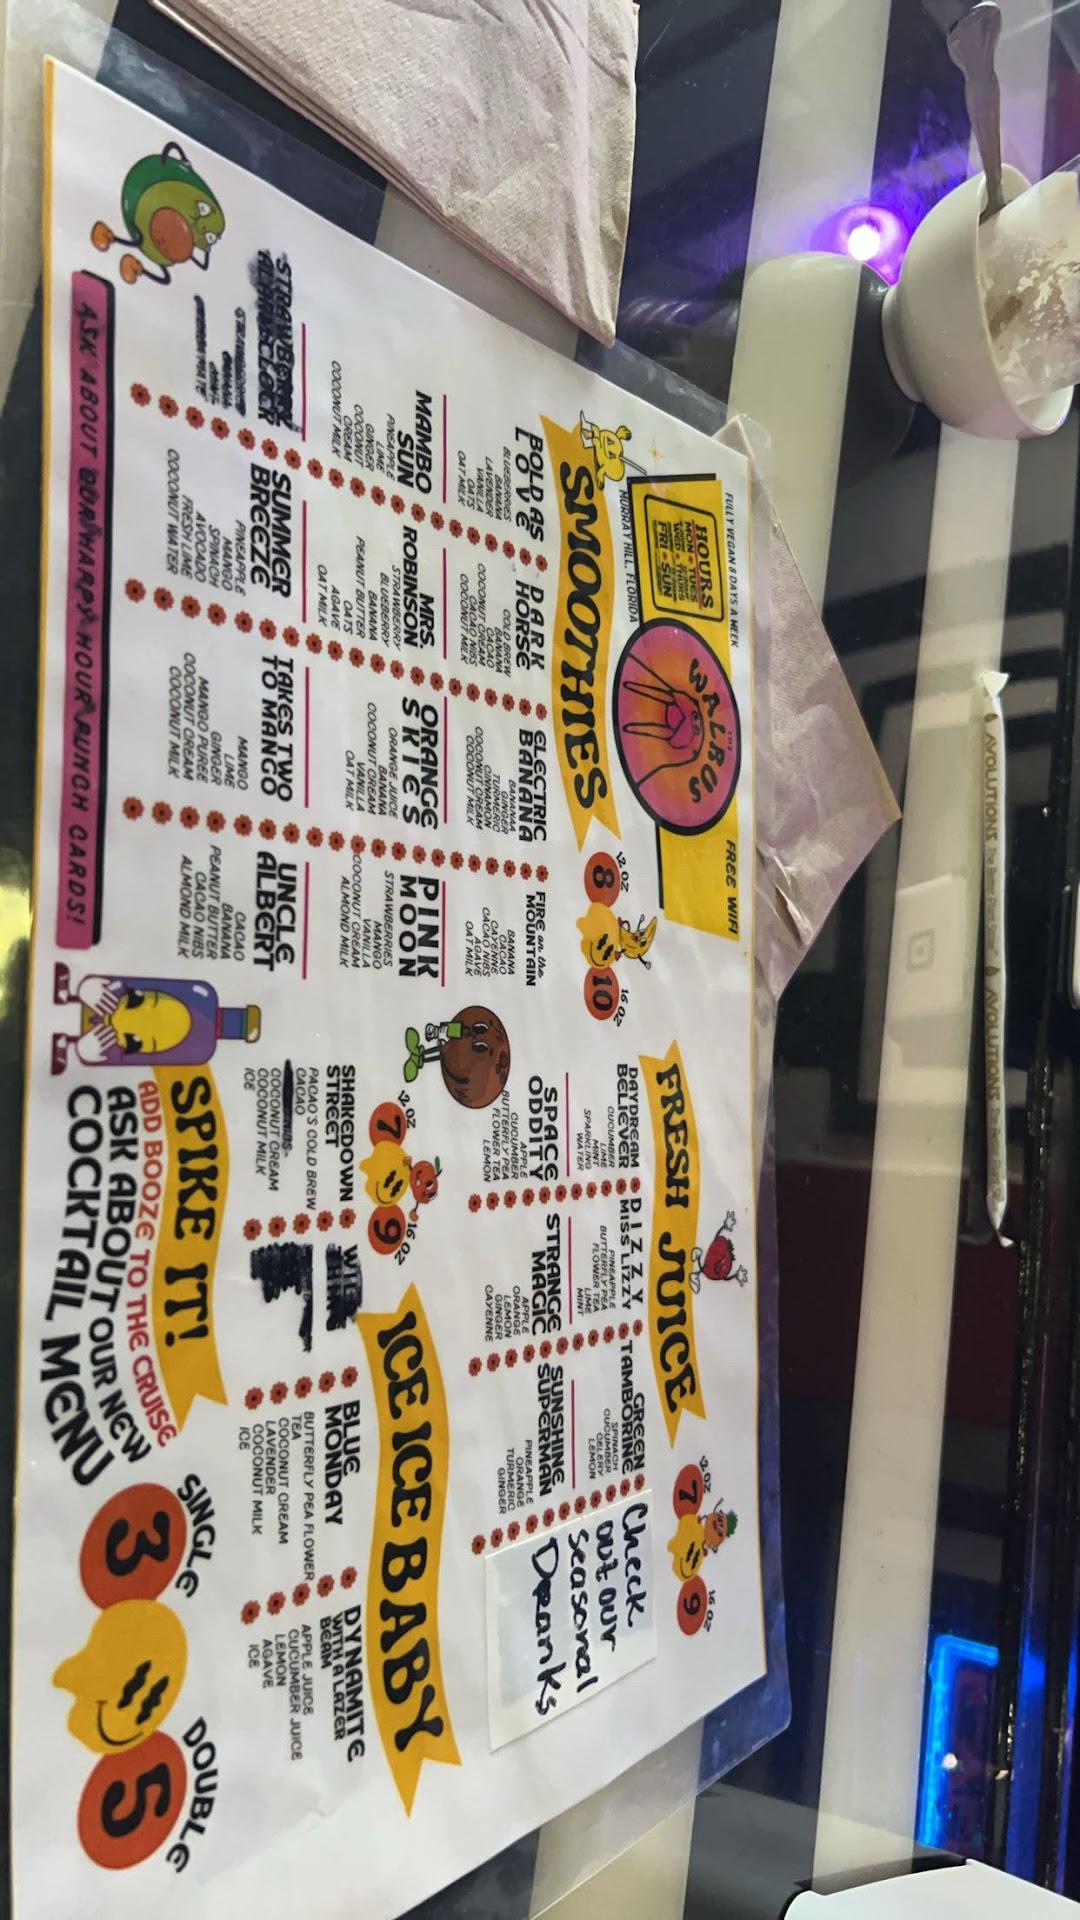 FULLY VEGAN 8 DAYS A WEEK
FREE WIFI
HOURS
MON • TUES
WED • THURS
FRI • SUN
MURRAY HILL, FLORIDA
THE
WALRUS
SMOOTHIES
12 OZ
8
16 OZ
10
BOLD AS
LOVE
BLUEBERRIES
BANANA
LAVENDER
VANILLA
OATS
OAT MILK
DARK
HORSE
COLD BREW
BANANA
CACAO
COCONUT CREAM
CACAO NIBS
COCONUT MILK
ELECTRIC
BANANA
BANANAA
GINGER
TURMERIC
CINNAMON
COCONUT CREAM
COCONUT MILK
FIRE on the
MOUNTAIN
BANANA
CACAO
CAYENNE
CACAO NIBS
AGAVE
OAT MILK
MAMBO
SUN
PINEAPPLE
LIME
GINGER
COCONUT
CREAM
COCONUT MILK
MRS.
ROBINSON
STRAWBERRY
BLUEBERRY
BANANA
PEANUT BUTTER
OATS
AGAVE
OAT MILK
ORANGE
SKIES
ORANGE JUICE
BANANA
COCONUT CREAM
VANILLA
OAT MILK
PINK
MOON
STRAWBERRIES
MANGO
VANILLA
COCONUT CREAM
ALMOND MILK
SUMMER
BREEZE
PINEAPPLE
MANGO
SPINACH
AVOCADO
FRESH LIME
COCONUT WATER
TAKES TWO
TO MANGO
MANGO
LIME
GINGER
MANGO PUREE
COCONUT CREAM
COCONUT MILK
UNCLE
ALBERT
CACAO
BANANA
PEANUT BUTTER
CACAO NIBS
ALMOND MILK
ASK ABOUT OUR HAPPY HOUR PUNCH CARDS!
FRESH JUICE
12 OZ
7
16 OZ
9
DAYDREAM
BELIEVER
CUCUMBER
LIME
MINT
SPARKLING
WATER
DIZZY
MISS LIZZY
PINEAPPLE
BUTTERFLY PEA
FLOWER TEA
LIME
MINT
GREEN
TAMBORINE
SPINACH
CUCUMBER
CELERY
LEMON
Check
out our
Seasonal
Dranks
SPACE
ODDITY
APPLE
CUCUMBER
BUTTERFLY PEA
FLOWER TEA
LEMON
STRANGE
MAGIC
APPLE
ORANGE
LEMON
GINGER
CAYENNE
SUNSHINE
SUPERMAN
PINEAPPLE
ORANGE
TURMERIC
GINGER
12 OZ
7
16 OZ
9
ICE ICE BABY
SHAKEDOWN
STREET
PACAO'S COLD BREW
CACAO
COCONUT CREAM
COCONUT MILK
ICE
BLUE
MONDAY
BUTTERFLY PEA FLOWER
TEA
COCONUT CREAM
LAVENDER
COCONUT MILK
ICE
DYNAMITE
WITH A LAZER
BEAM
APPLE JUICE
CUCUMBER JUICE
LEMON
AGAVE
ICE
SPIKE IT!
ADD BOOZE TO THE CRUISE
ASK ABOUT OUR NEW
COCKTAIL MENU
SINGLE
3
DOUBLE
5
AVOLUTIONS
AVOLUTIONS